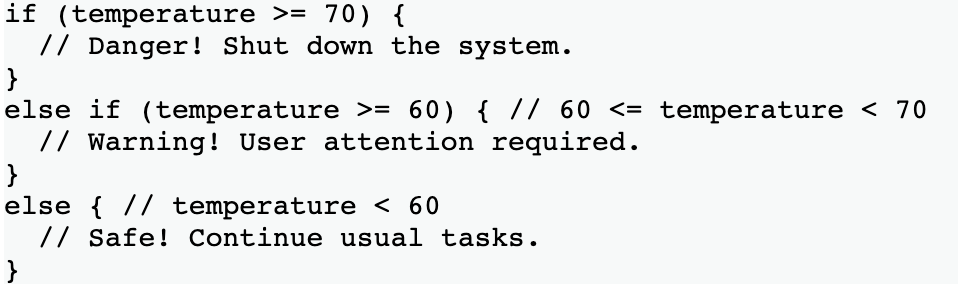 if (temperature >= 70) {
  // Danger! Shut down the system.
}
else if (temperature >= 60) { // 60 <= temperature < 70
  // Warning! User attention required.
}
else { // temperature < 60
  // Safe! Continue usual tasks.
}